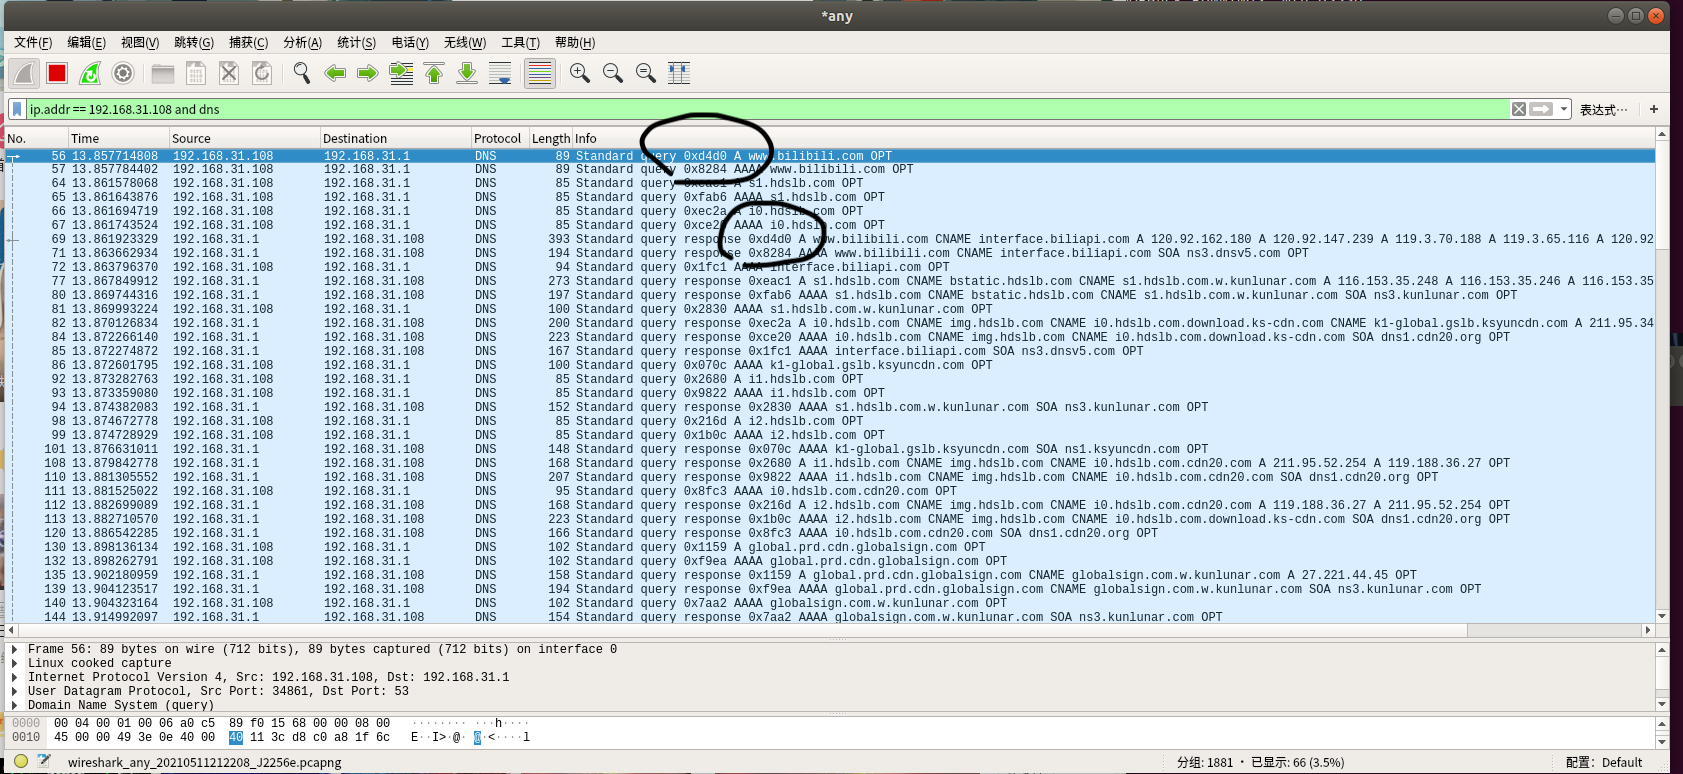 *any
文件(F) 编辑(E) 视图(V) 跳转(G) 捕获(C) 分析(A) 统计(S) 电话(Y) 无线(W) 工具(T) 帮助(H)
ip.addr == 192.168.31.108 and dns 表达式… +
No. Time Source Destination Protocol Length Info
56 13.857714808 192.168.31.108 192.168.31.1 DNS 89 Standard query 0xd4d0 A www.bilibili.com OPT
57 13.857784402 192.168.31.108 192.168.31.1 DNS 89 Standard query 0x8284 AAAA www.bilibili.com OPT
64 13.861578068 192.168.31.108 192.168.31.1 DNS 85 Standard query 0xeac1 A s1.hdslb.com OPT
65 13.861643876 192.168.31.108 192.168.31.1 DNS 85 Standard query 0xfab6 AAAA s1.hdslb.com OPT
66 13.861694719 192.168.31.108 192.168.31.1 DNS 85 Standard query 0xec2a A i0.hdslb.com OPT
67 13.861743524 192.168.31.108 192.168.31.1 DNS 85 Standard query 0xce20 AAAA i0.hdslb.com OPT
69 13.861923329 192.168.31.1 192.168.31.108 DNS 393 Standard query response 0xd4d0 A www.bilibili.com CNAME interface.biliapi.com A 120.92.162.180 A 120.92.147.239 A 119.3.70.188 A 119.3.65.116 A 120.92
71 13.863662934 192.168.31.1 192.168.31.108 DNS 194 Standard query response 0x8284 AAAA www.bilibili.com CNAME interface.biliapi.com SOA ns3.dnsv5.com OPT
72 13.863796370 192.168.31.108 192.168.31.1 DNS 94 Standard query 0x1fc1 AAAA interface.biliapi.com OPT
77 13.867849912 192.168.31.1 192.168.31.108 DNS 273 Standard query response 0xeac1 A s1.hdslb.com CNAME bstatic.hdslb.com CNAME s1.hdslb.com.w.kunlunar.com A 116.153.35.248 A 116.153.35.246 A 116.153.35
80 13.869744316 192.168.31.1 192.168.31.108 DNS 197 Standard query response 0xfab6 AAAA s1.hdslb.com CNAME bstatic.hdslb.com CNAME s1.hdslb.com.w.kunlunar.com SOA ns3.kunlunar.com OPT
81 13.869993224 192.168.31.108 192.168.31.1 DNS 100 Standard query 0x2830 AAAA s1.hdslb.com.w.kunlunar.com OPT
82 13.870126834 192.168.31.1 192.168.31.108 DNS 200 Standard query response 0xec2a A i0.hdslb.com CNAME img.hdslb.com CNAME i0.hdslb.com.download.ks-cdn.com CNAME k1-global.gslb.ksyuncdn.com A 211.95.34
84 13.872266140 192.168.31.1 192.168.31.108 DNS 223 Standard query response 0xce20 AAAA i0.hdslb.com CNAME img.hdslb.com CNAME i0.hdslb.com.download.ks-cdn.com SOA dns1.cdn20.org OPT
85 13.872274872 192.168.31.1 192.168.31.108 DNS 167 Standard query response 0x1fc1 AAAA interface.biliapi.com SOA ns3.dnsv5.com OPT
86 13.872601795 192.168.31.108 192.168.31.1 DNS 100 Standard query 0x070c AAAA k1-global.gslb.ksyuncdn.com OPT
92 13.873282763 192.168.31.108 192.168.31.1 DNS 85 Standard query 0x2680 A i1.hdslb.com OPT
93 13.873359080 192.168.31.108 192.168.31.1 DNS 85 Standard query 0x9822 AAAA i1.hdslb.com OPT
94 13.874382083 192.168.31.1 192.168.31.108 DNS 152 Standard query response 0x2830 AAAA s1.hdslb.com.w.kunlunar.com SOA ns3.kunlunar.com OPT
98 13.874672778 192.168.31.108 192.168.31.1 DNS 85 Standard query 0x216d A i2.hdslb.com OPT
99 13.874728929 192.168.31.108 192.168.31.1 DNS 85 Standard query 0x1b0c AAAA i2.hdslb.com OPT
101 13.876631011 192.168.31.1 192.168.31.108 DNS 148 Standard query response 0x070c AAAA k1-global.gslb.ksyuncdn.com SOA ns1.ksyuncdn.com OPT
108 13.879842778 192.168.31.1 192.168.31.108 DNS 168 Standard query response 0x2680 A i1.hdslb.com CNAME img.hdslb.com CNAME i0.hdslb.com.cdn20.com A 211.95.52.254 A 119.188.36.27 OPT
110 13.881305552 192.168.31.1 192.168.31.108 DNS 207 Standard query response 0x9822 AAAA i1.hdslb.com CNAME img.hdslb.com CNAME i0.hdslb.com.cdn20.com SOA dns1.cdn20.org OPT
111 13.881525022 192.168.31.108 192.168.31.1 DNS 95 Standard query 0x8fc3 AAAA i0.hdslb.com.cdn20.com OPT
112 13.882699089 192.168.31.1 192.168.31.108 DNS 168 Standard query response 0x216d A i2.hdslb.com CNAME img.hdslb.com CNAME i0.hdslb.com.cdn20.com A 119.188.36.27 A 211.95.52.254 OPT
113 13.882710570 192.168.31.1 192.168.31.108 DNS 223 Standard query response 0x1b0c AAAA i2.hdslb.com CNAME img.hdslb.com CNAME i0.hdslb.com.download.ks-cdn.com SOA dns1.cdn20.org OPT
120 13.886542285 192.168.31.1 192.168.31.108 DNS 166 Standard query response 0x8fc3 AAAA i0.hdslb.com.cdn20.com SOA dns1.cdn20.org OPT
130 13.898136134 192.168.31.108 192.168.31.1 DNS 102 Standard query 0x1159 A global.prd.cdn.globalsign.com OPT
132 13.898262791 192.168.31.108 192.168.31.1 DNS 102 Standard query 0xf9ea AAAA global.prd.cdn.globalsign.com OPT
135 13.902180959 192.168.31.1 192.168.31.108 DNS 158 Standard query response 0x1159 A global.prd.cdn.globalsign.com CNAME globalsign.com.w.kunlunar.com A 27.221.44.45 OPT
139 13.904123517 192.168.31.1 192.168.31.108 DNS 194 Standard query response 0xf9ea AAAA global.prd.cdn.globalsign.com CNAME globalsign.com.w.kunlunar.com SOA ns3.kunlunar.com OPT
140 13.904323164 192.168.31.108 192.168.31.1 DNS 102 Standard query 0x7aa2 AAAA globalsign.com.w.kunlunar.com OPT
144 13.914992097 192.168.31.1 192.168.31.108 DNS 154 Standard query response 0x7aa2 AAAA globalsign.com.w.kunlunar.com SOA ns3.kunlunar.com OPT
Frame 56: 89 bytes on wire (712 bits), 89 bytes captured (712 bits) on interface 0
Linux cooked capture
Internet Protocol Version 4, Src: 192.168.31.108, Dst: 192.168.31.1
User Datagram Protocol, Src Port: 34861, Dst Port: 53
Domain Name System (query)
0000 00 04 00 01 00 06 a0 c5 89 f0 15 68 00 00 08 00 ········ ···h····
0010 45 00 00 49 3e 0e 40 00 40 11 3c d8 c0 a8 1f 6c E··I>·@· @·<····l
wireshark_any_20210511212208_J2256e.pcapng 分组: 1881 · 已显示: 66 (3.5%) 配置: Default